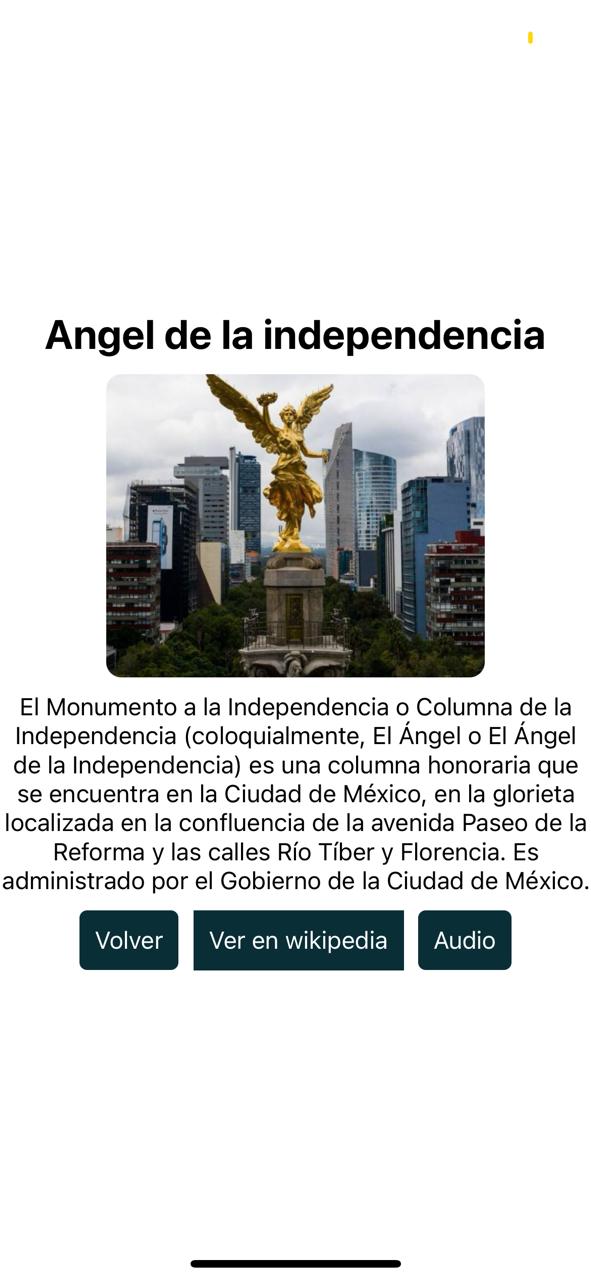 Angel de la independencia
El Monumento a la Independencia o Columna de la
Independencia (coloquialmente, El Ángel o El Ángel
de la Independencia) es una columna honoraria que
se encuentra en la Ciudad de México, en la glorieta
localizada en la confluencia de la avenida Paseo de la
Reforma y las calles Río Tíber y Florencia. Es
administrado por el Gobierno de la Ciudad de México.
Volver
Ver en wikipedia
Audio